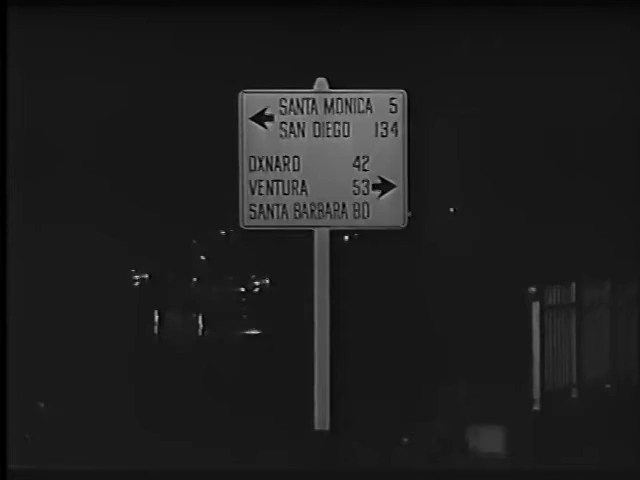 SANTA MONICA 5
SAN DIEGO 134
OXNARD 42
VENTURA 53
SANTA BARBARA 80